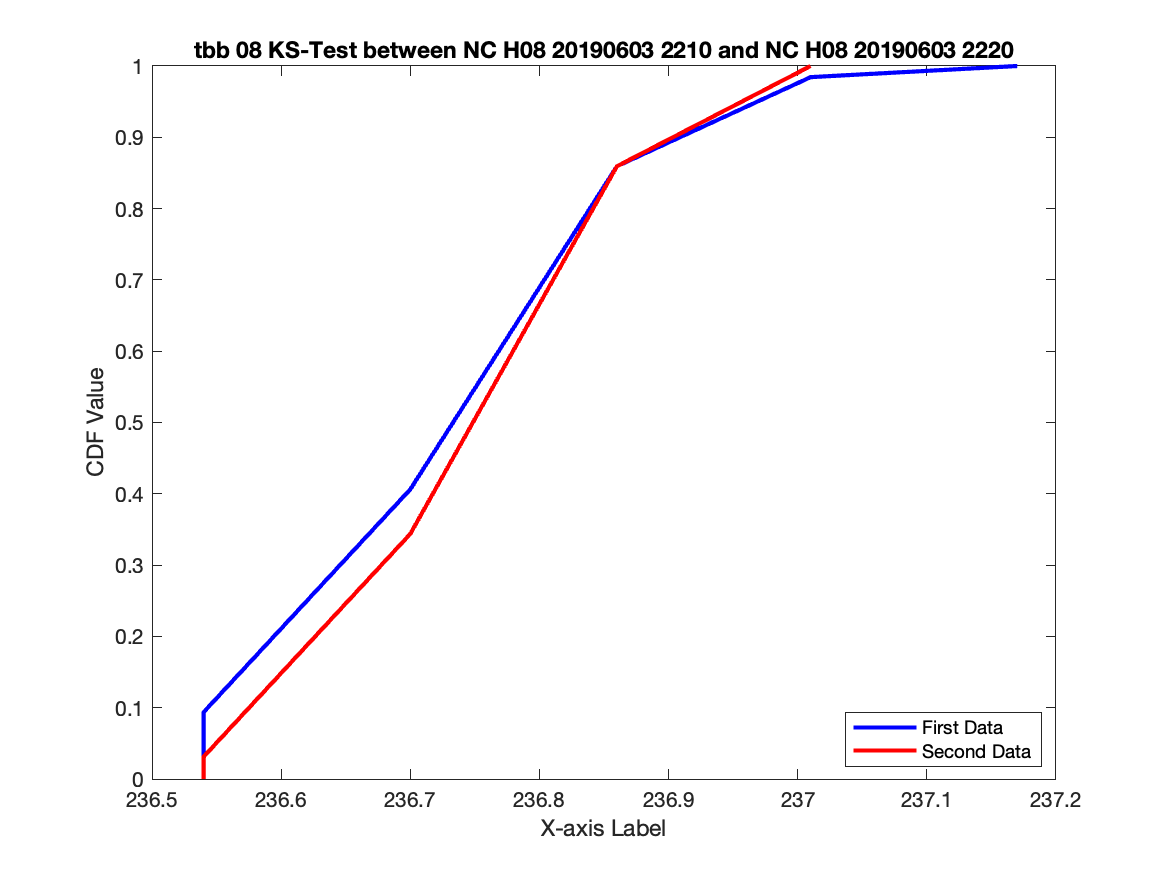 tbb 08 KS-Test between NC H08 20190603 2210 and NC H08 20190603 2220
1
0.9
0.8
0.7
0.6
0.5
0.4
0.3
0.2
0.1
0
CDF Value
First Data
Second Data
236.5 236.6 236.7 236.8 236.9 237 237.1 237.2
X-axis Label